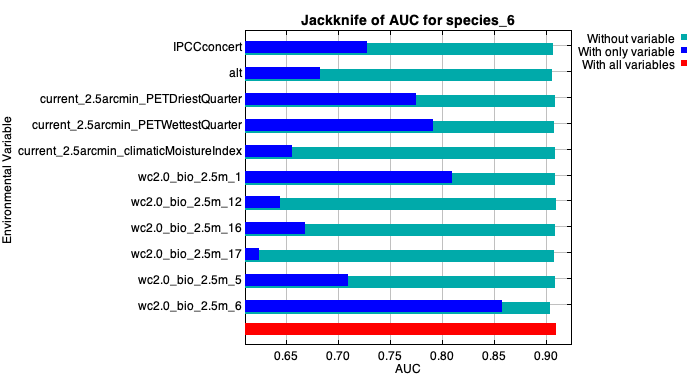 Jackknife of AUC for species_6
Without variable
With only variable
With all variables
Environmental Variable
IPCCconcert
alt
current_2.5arcmin_PETDriestQuarter
current_2.5arcmin_PETWettestQuarter
current_2.5arcmin_climaticMoistureIndex
wc2.0_bio_2.5m_1
wc2.0_bio_2.5m_12
wc2.0_bio_2.5m_16
wc2.0_bio_2.5m_17
wc2.0_bio_2.5m_5
wc2.0_bio_2.5m_6
0.65 0.70 0.75 0.80 0.85 0.90
AUC